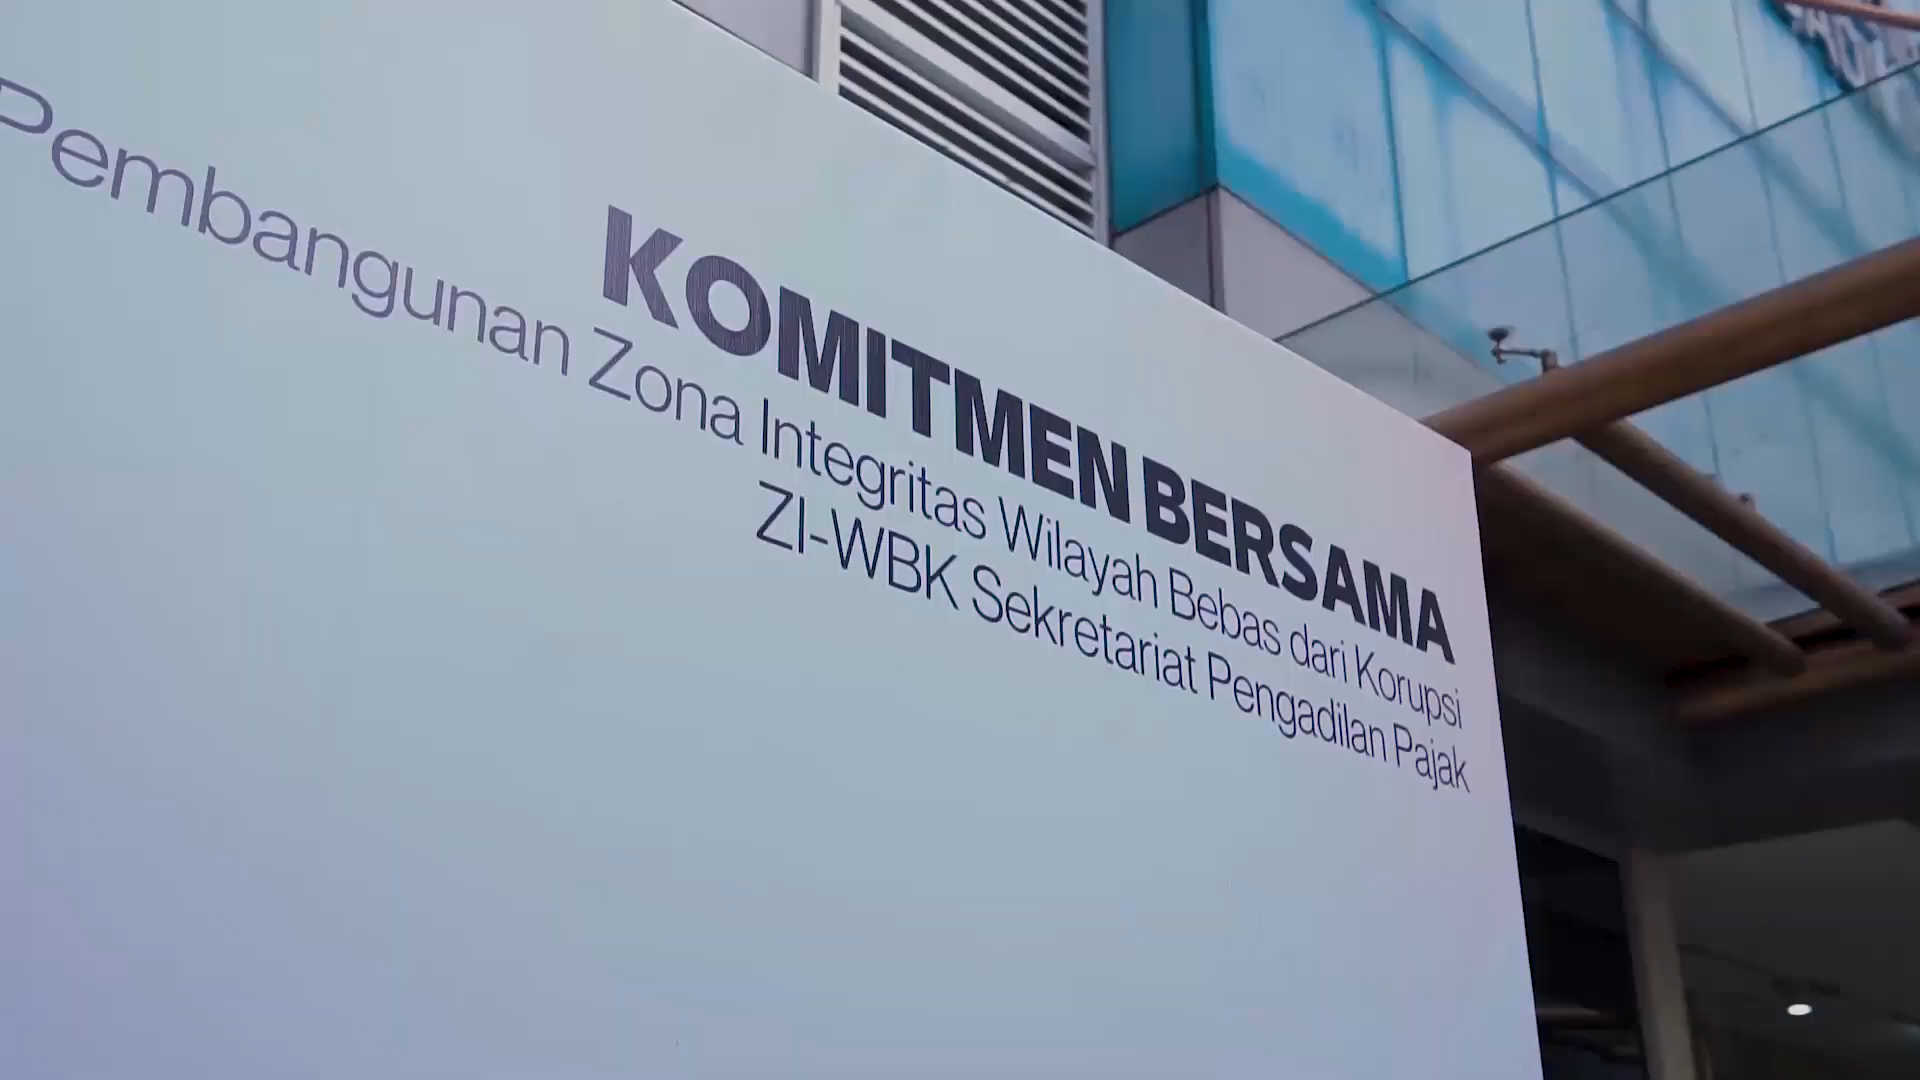 KOMITMEN BERSAMA
Pembangunan Zona Integritas Wilayah Bebas dari Korupsi
ZI-WBK Sekretariat Pengadilan Pajak